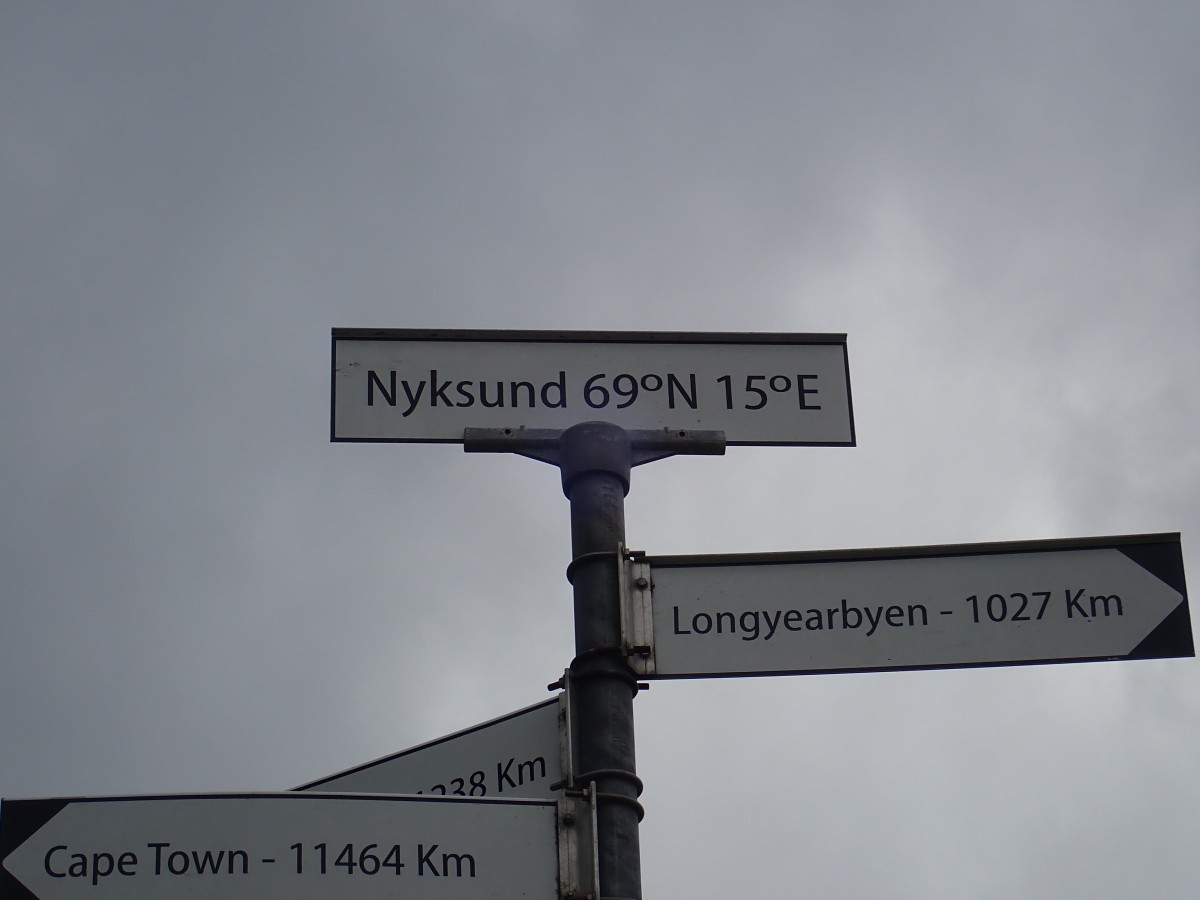 Nyksund 69ºN 15ºE
Longyearbyen - 1027 Km
Km
Cape Town - 11464 Km